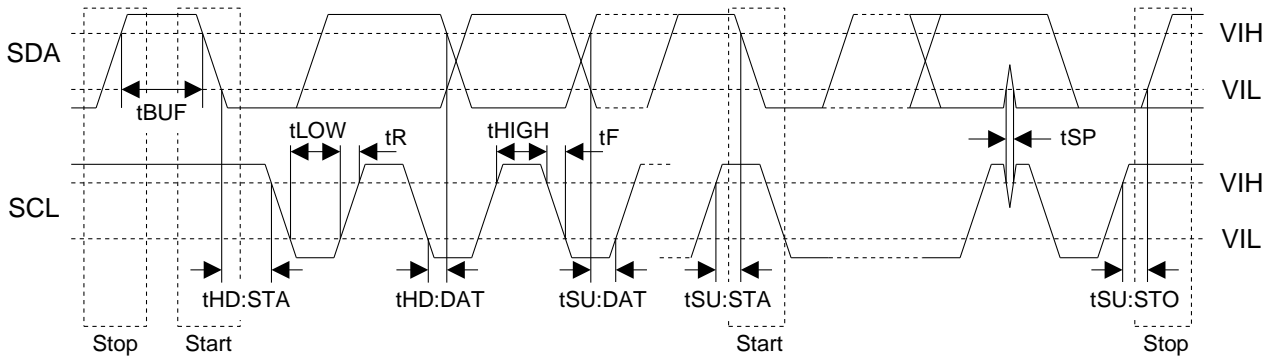 SDA
VIH
VIL
tBUF
tLOW
tR
tHIGH
tF
tSP
SCL
VIH
VIL
tHD:STA
tHD:DAT
tSU:DAT
tSU:STA
tSU:STO
Stop
Start
Start
Stop